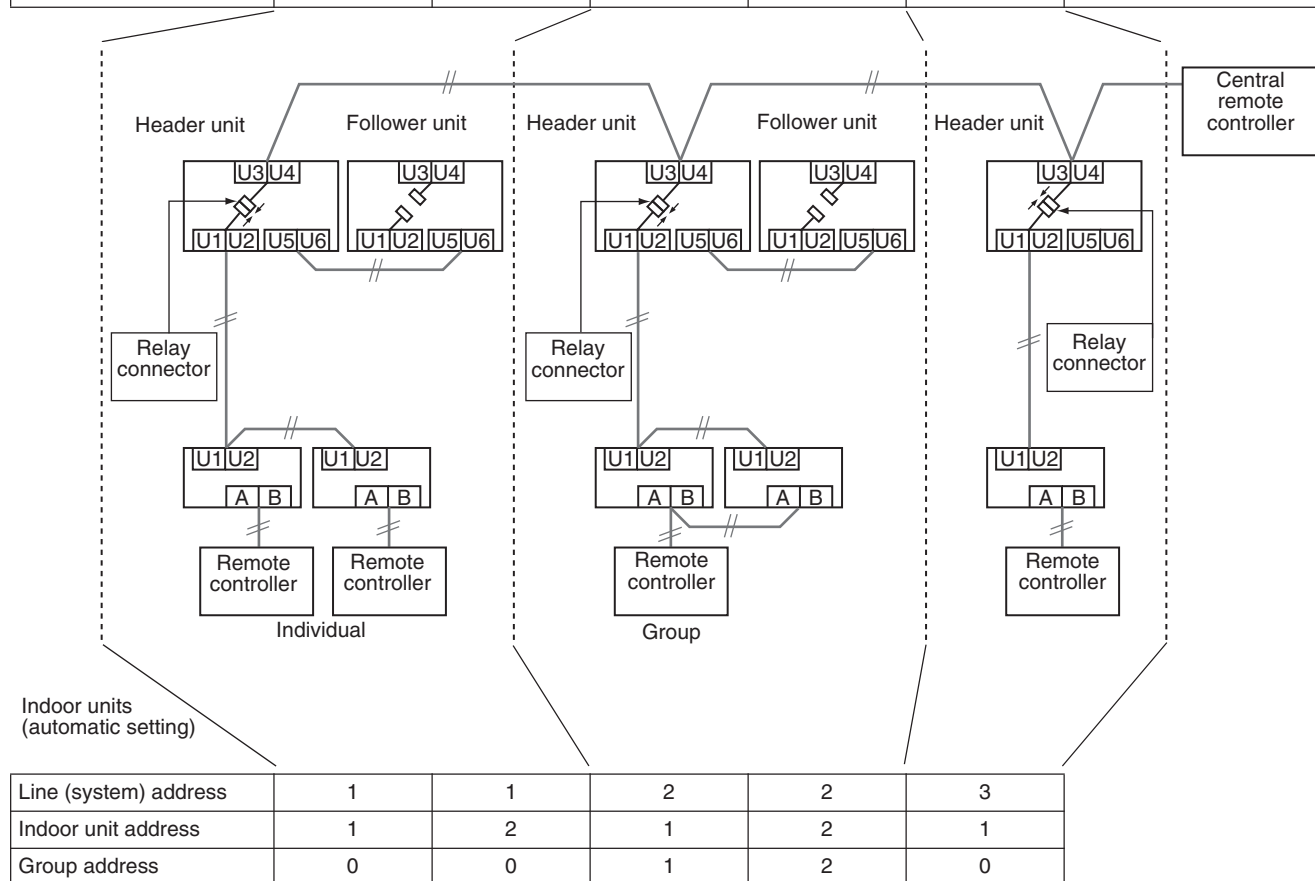 Central
remote
controller
Header unit Follower unit Header unit Follower unit Header unit
U3 U4 U3 U4 U3 U4 U3 U4 U3 U4
U1 U2 U5 U6 U1 U2 U5 U6 U1 U2 U5 U6 U1 U2 U5 U6 U1 U2 U5 U6
Relay
connector
Relay
connector
Relay
connector
U1 U2 U1 U2 U1 U2 U1 U2 U1 U2
A B A B A B A B A B
Remote
controller
Remote
controller
Remote
controller
Remote
controller
Individual
Group
Indoor units
(automatic setting)
Line (system) address 1 1 2 2 3
Indoor unit address 1 2 1 2 1
Group address 0 0 1 2 0